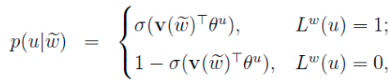 p(u|w̃) = { σ(v(w̃)^⊤ θ^u), L^w(u) = 1;
1 − σ(v(w̃)^⊤ θ^u), L^w(u) = 0,